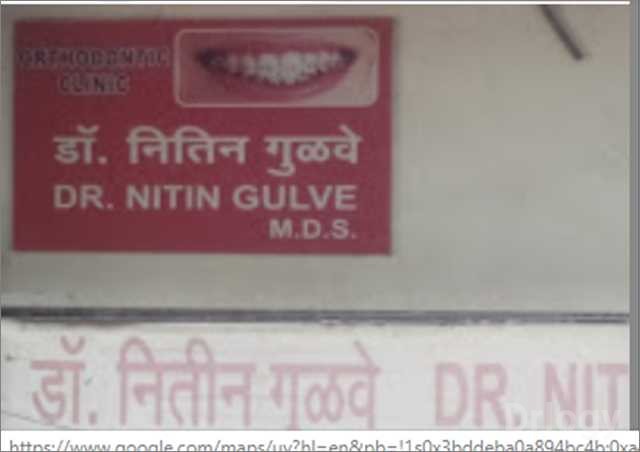 ORTHODONTIC
CLINIC
डॉ. नितिन गुळवे
DR. NITIN GULVE
M.D.S.
डॉ. नितीन गुळवे DR. NIT